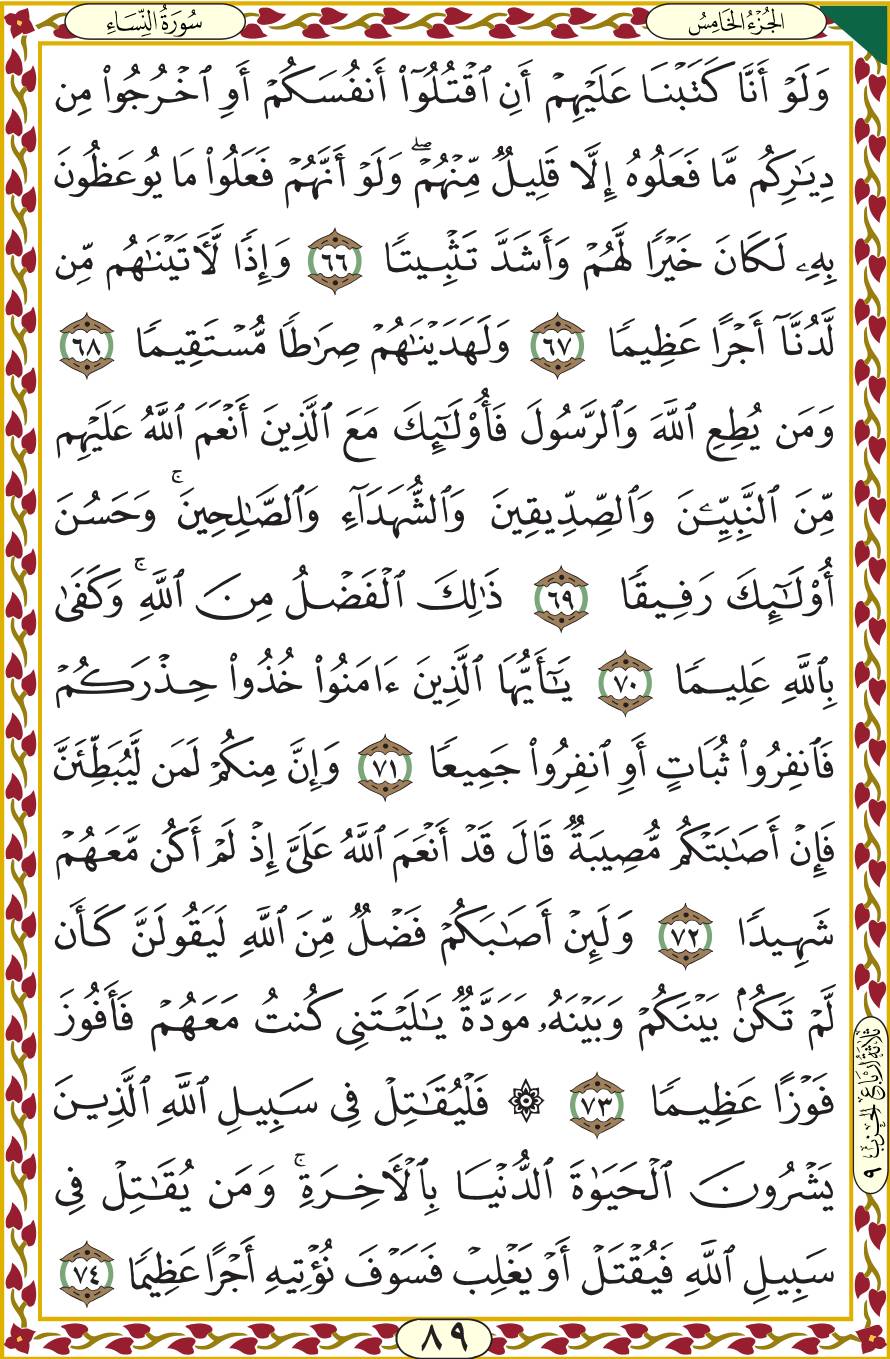 الجُزْءُ الخَامِسُ
سُورَةُ النِّسَاءِ
وَلَوۡ أَنَّا كَتَبۡنَا عَلَيۡهِمۡ أَنِ ٱقۡتُلُوٓاْ أَنفُسَكُمۡ أَوِ ٱخۡرُجُواْ مِن
دِيَٰرِكُم مَّا فَعَلُوهُ إِلَّا قَلِيلٞ مِّنۡهُمۡۖ وَلَوۡ أَنَّهُمۡ فَعَلُواْ مَا يُوعَظُونَ
بِهِۦ لَكَانَ خَيۡرٗا لَّهُمۡ وَأَشَدَّ تَثۡبِيتٗا ٦٦ وَإِذٗا لَّأٓتَيۡنَٰهُم مِّن
لَّدُنَّآ أَجۡرًا عَظِيمٗا ٦٧ وَلَهَدَيۡنَٰهُمۡ صِرَٰطٗا مُّسۡتَقِيمٗا ٦٨
وَمَن يُطِعِ ٱللَّهَ وَٱلرَّسُولَ فَأُوْلَٰٓئِكَ مَعَ ٱلَّذِينَ أَنۡعَمَ ٱللَّهُ عَلَيۡهِم
مِّنَ ٱلنَّبِيِّـۧنَ وَٱلصِّدِّيقِينَ وَٱلشُّهَدَآءِ وَٱلصَّٰلِحِينَۚ وَحَسُنَ
أُوْلَٰٓئِكَ رَفِيقٗا ٦٩ ذَٰلِكَ ٱلۡفَضۡلُ مِنَ ٱللَّهِۚ وَكَفَىٰ
بِٱللَّهِ عَلِيمٗا ٧٠ يَٰٓأَيُّهَا ٱلَّذِينَ ءَامَنُواْ خُذُواْ حِذۡرَكُمۡ
فَٱنفِرُواْ ثُبَاتٍ أَوِ ٱنفِرُواْ جَمِيعٗا ٧١ وَإِنَّ مِنكُمۡ لَمَن لَّيُبَطِّئَنَّ
فَإِنۡ أَصَٰبَتۡكُم مُّصِيبَةٞ قَالَ قَدۡ أَنۡعَمَ ٱللَّهُ عَلَيَّ إِذۡ لَمۡ أَكُن مَّعَهُمۡ
شَهِيدٗا ٧٢ وَلَئِنۡ أَصَٰبَكُمۡ فَضۡلٞ مِّنَ ٱللَّهِ لَيَقُولَنَّ كَأَن
لَّمۡ تَكُنۢ بَيۡنَكُمۡ وَبَيۡنَهُۥ مَوَدَّةٞ يَٰلَيۡتَنِي كُنتُ مَعَهُمۡ فَأَفُوزَ
فَوۡزًا عَظِيمٗا ٧٣ ۞ فَلۡيُقَٰتِلۡ فِي سَبِيلِ ٱللَّهِ ٱلَّذِينَ
يَشۡرُونَ ٱلۡحَيَوٰةَ ٱلدُّنۡيَا بِٱلۡأٓخِرَةِۚ وَمَن يُقَٰتِلۡ فِي
سَبِيلِ ٱللَّهِ فَيُقۡتَلۡ أَوۡ يَغۡلِبۡ فَسَوۡفَ نُؤۡتِيهِ أَجۡرًا عَظِيمٗا ٧٤
ثَلَاثَةُ أَرْبَاعِ الحِزْب ٩
٨٩